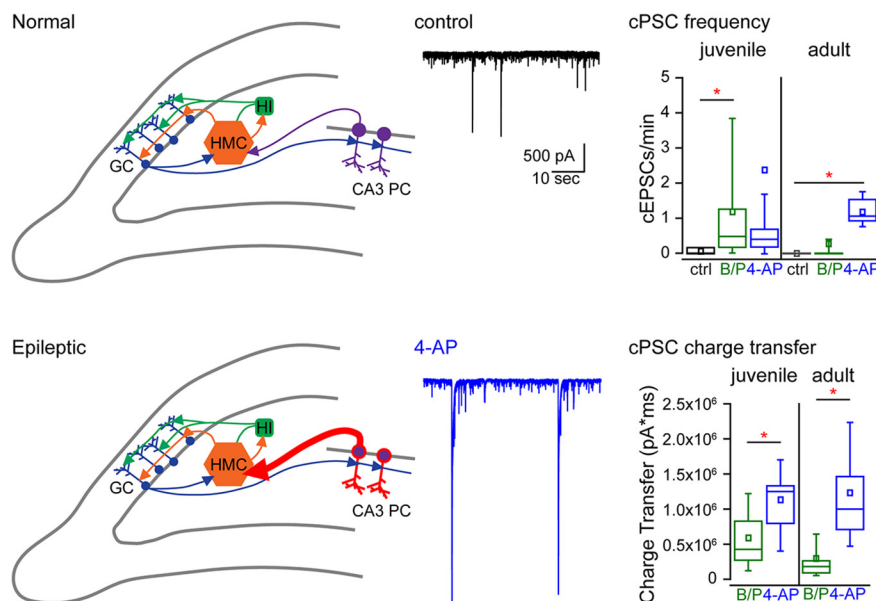 Normal
HI
HMC
GC
CA3 PC
control
500 pA
10 sec
cPSC frequency
juvenile adult
cEPSCs/min
5
4
3
2
1
0
*
*
ctrl B/P 4-AP ctrl B/P 4-AP
Epileptic
HI
HMC
GC
CA3 PC
4-AP
cPSC charge transfer
juvenile adult
Charge Transfer (pA*ms)
2.5x10⁶
2.0x10⁶
1.5x10⁶
1.0x10⁶
0.5x10⁶
0
*
*
B/P 4-AP B/P 4-AP